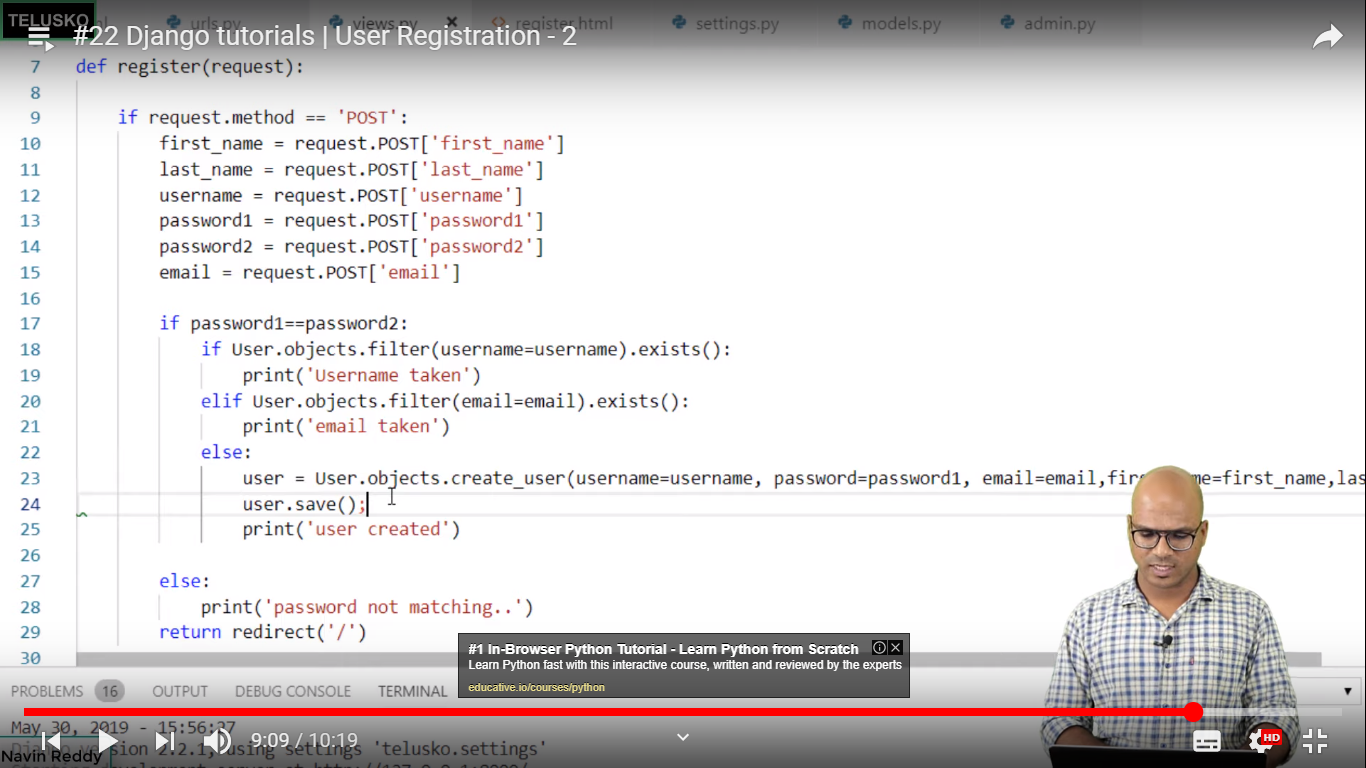 TELUSKO
urls.py
views.py
register.html
settings.py
models.py
admin.py
#22 Django tutorials | User Registration - 2
7 def register(request):
8
9 if request.method == 'POST':
10 first_name = request.POST['first_name']
11 last_name = request.POST['last_name']
12 username = request.POST['username']
13 password1 = request.POST['password1']
14 password2 = request.POST['password2']
15 email = request.POST['email']
16
17 if password1==password2:
18 if User.objects.filter(username=username).exists():
19 print('Username taken')
20 elif User.objects.filter(email=email).exists():
21 print('email taken')
22 else:
23 user = User.objects.create_user(username=username, password=password1, email=email,first_name=first_name,las
24 user.save();
25 print('user created')
26
27 else:
28 print('password not matching..')
29 return redirect('/')
30
#1 In-Browser Python Tutorial - Learn Python from Scratch
Learn Python fast with this interactive course, written and reviewed by the experts
educative.io/courses/python
PROBLEMS 16 OUTPUT DEBUG CONSOLE TERMINAL
May 30, 2019 - 15:56:27
9:09 / 10:19
HD
Django version 2.2.1, using settings 'telusko.settings'
Navin Reddy